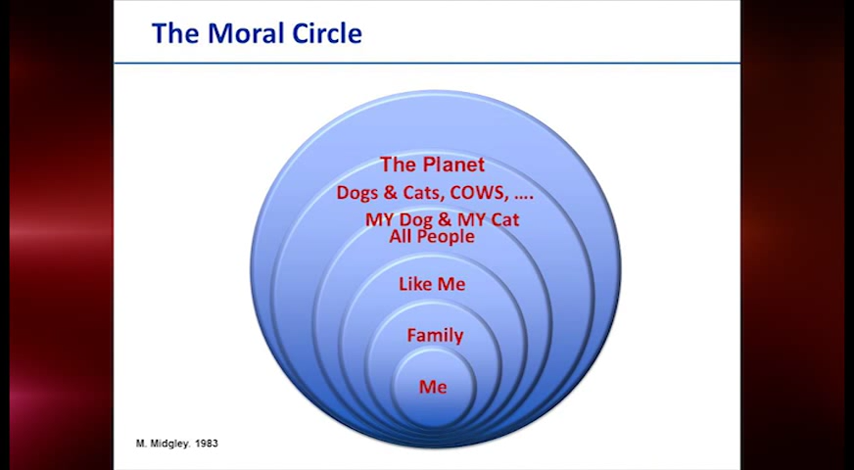 The Moral Circle
The Planet
Dogs & Cats, COWS, ....
MY Dog & MY Cat
All People
Like Me
Family
Me
M. Midgley. 1983